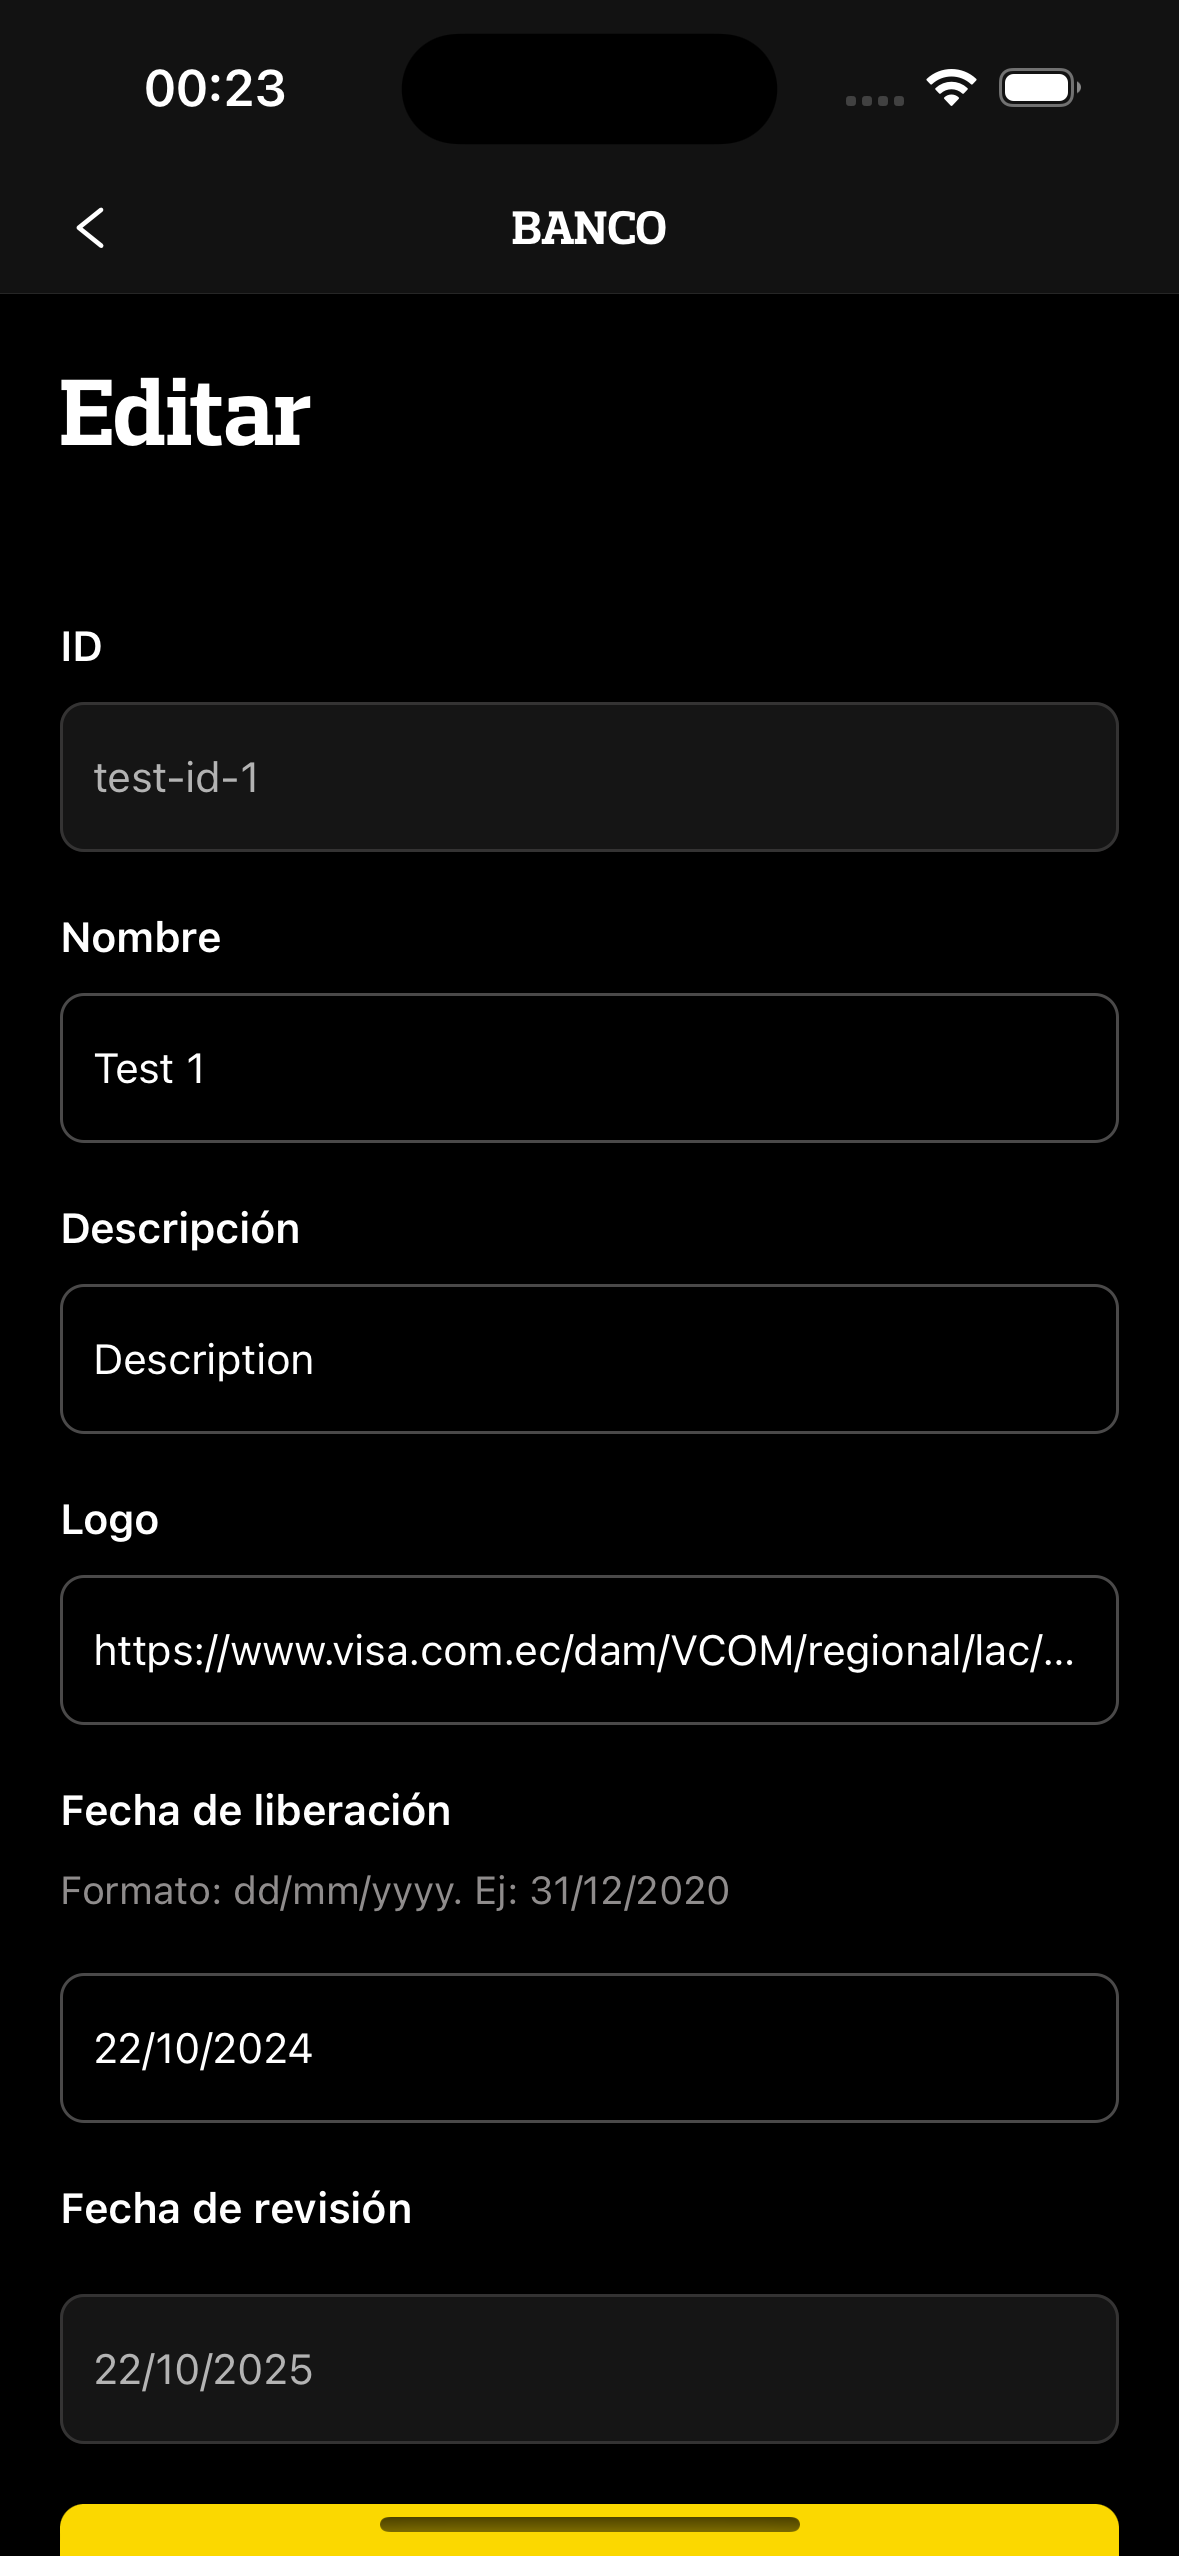 00:23
BANCO
Editar
ID
test-id-1
Nombre
Test 1
Descripción
Description
Logo
https://www.visa.com.ec/dam/VCOM/regional/lac/...
Fecha de liberación
Formato: dd/mm/yyyy. Ej: 31/12/2020
22/10/2024
Fecha de revisión
22/10/2025